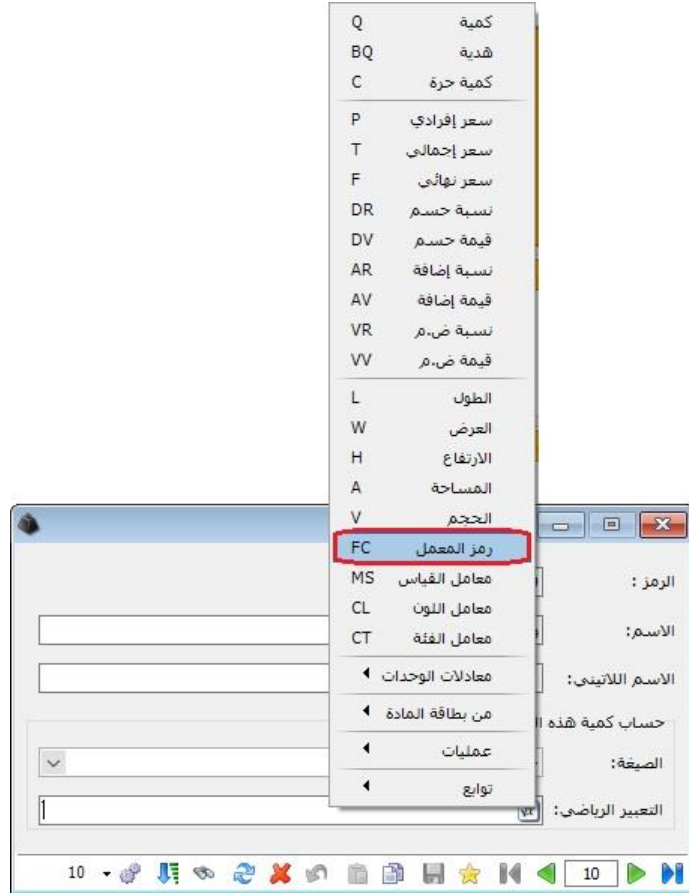 كمية Q
هدية BQ
كمية حرة C
سعر إفرادي P
سعر إجمالي T
سعر نهائي F
نسبة حسم DR
قيمة حسم DV
نسبة إضافة AR
قيمة إضافة AV
نسبة ض.م VR
قيمة ض.م VV
الطول L
العرض W
الارتفاع H
المساحة A
الحجم V
رمز المعمل FC
معامل القياس MS
معامل اللون CL
معامل الفئة CT
معادلات الوحدات
من بطاقة المادة
عمليات
توابع
الرمز :
الاسم:
الاسم اللاتيني:
حساب كمية هذه
الصيغة:
التعبير الرياضي: 1
10 10